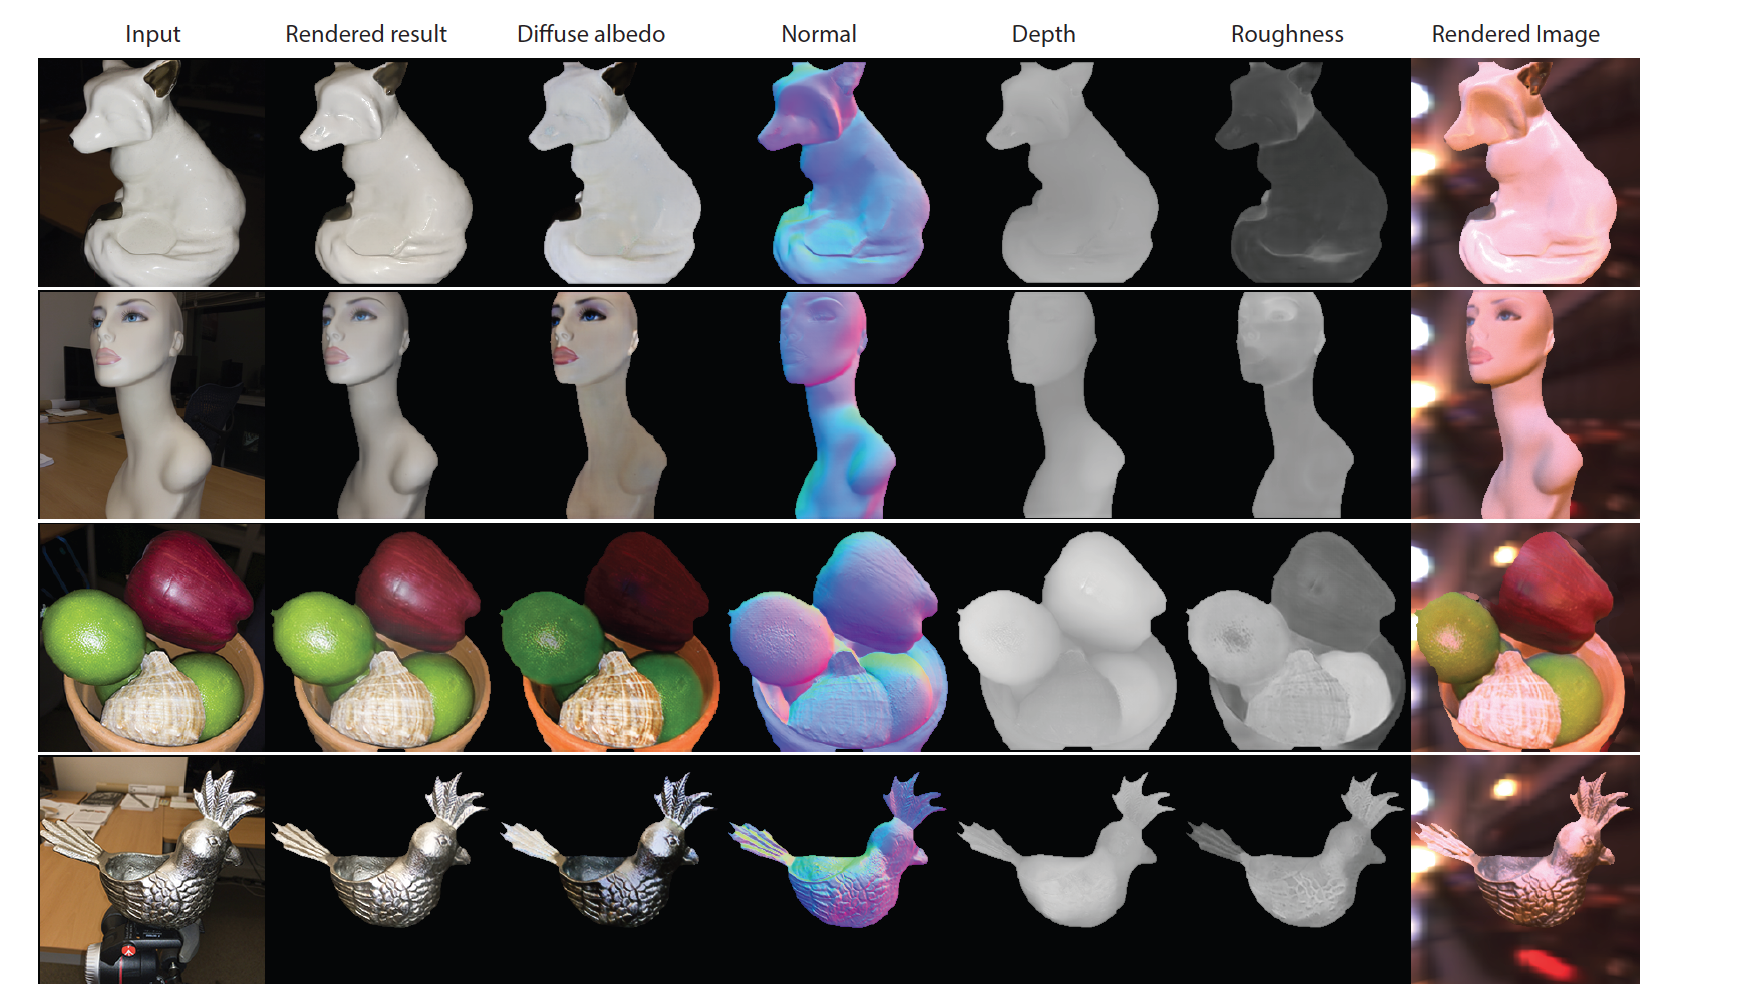 Input
Rendered result
Diffuse albedo
Normal
Depth
Roughness
Rendered Image